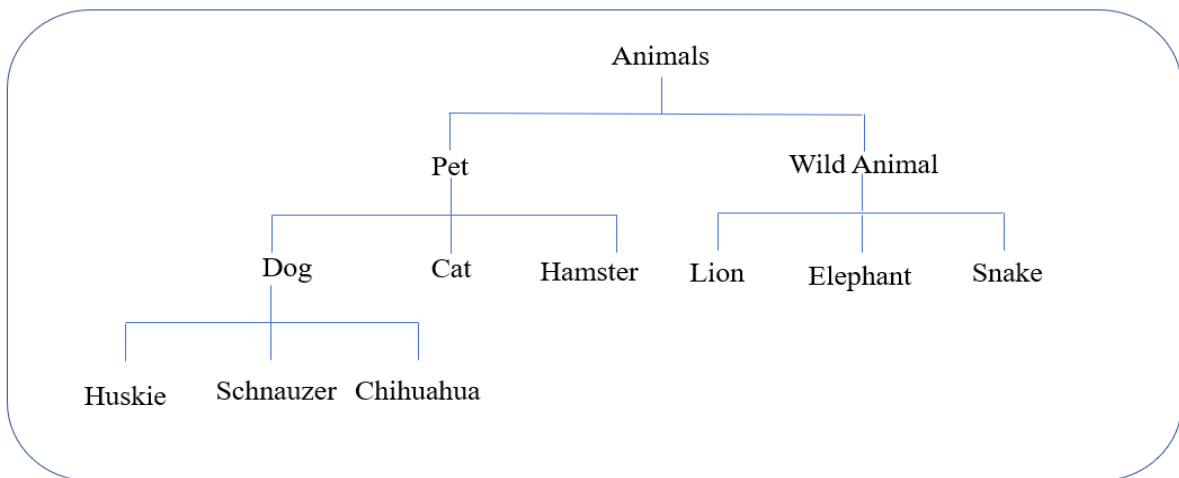 Animals
Pet Wild Animal
Dog Cat Hamster Lion Elephant Snake
Huskie Schnauzer Chihuahua